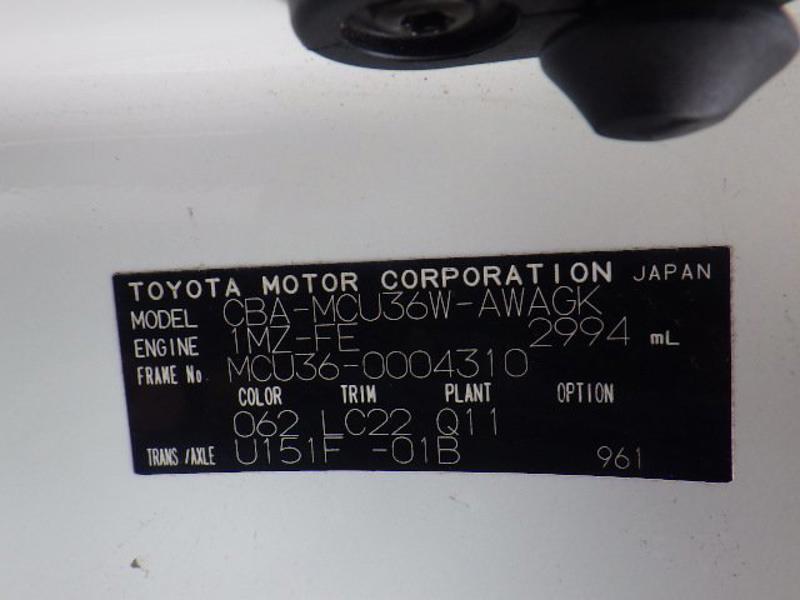 TOYOTA MOTOR CORPORATION JAPAN
MODEL CBA-MCU36W-AWAGK
ENGINE 1MZ-FE 2994 mL
FRAME No. MCU36-0004310
COLOR TRIM PLANT OPTION
062 LC22 Q11
TRANS/AXLE U151F -01B 961